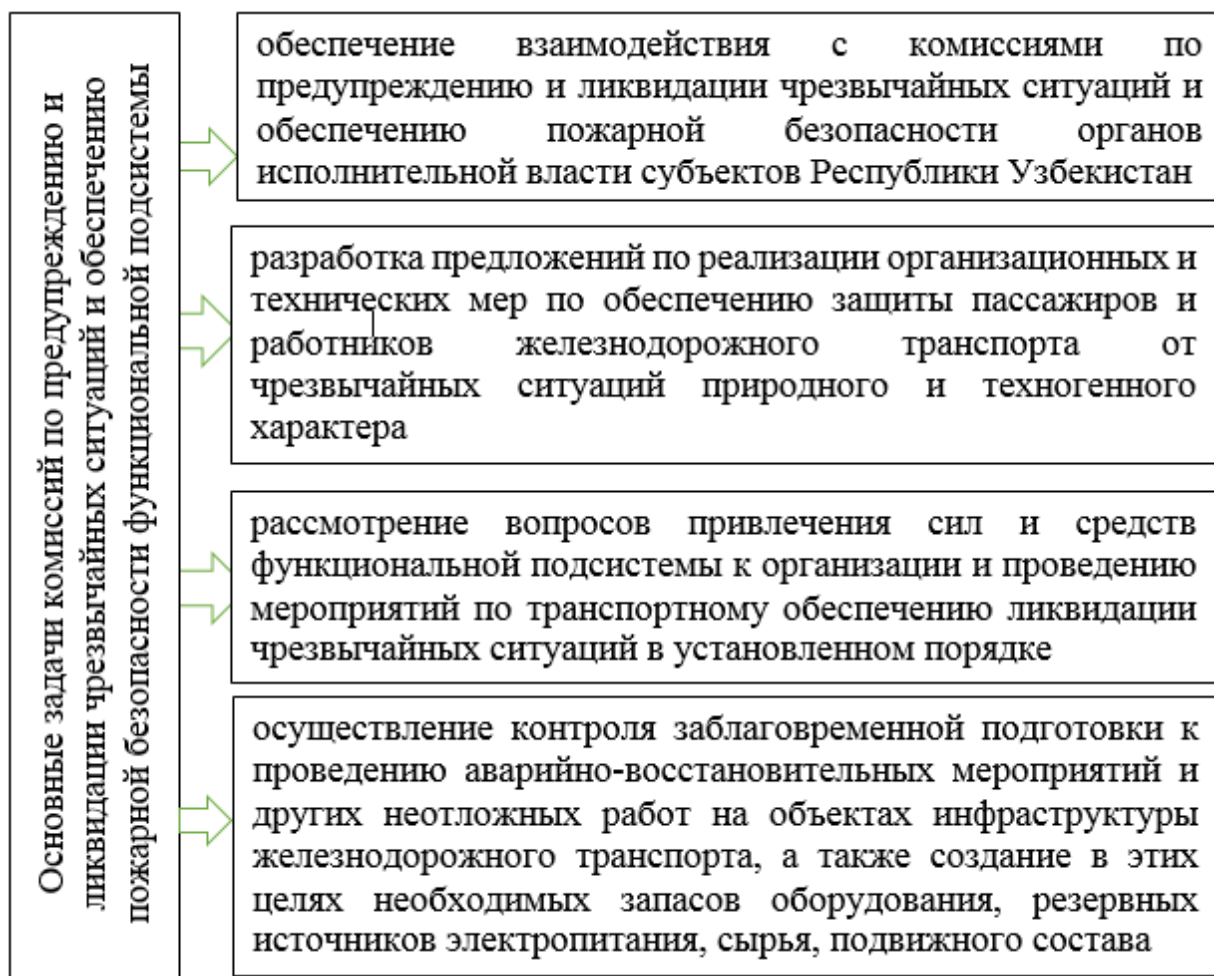 Основные задачи комиссий по предупреждению и
ликвидации чрезвычайных ситуаций и обеспечению
пожарной безопасности функциональной подсистемы
обеспечение взаимодействия с комиссиями по
предупреждению и ликвидации чрезвычайных ситуаций и
обеспечению пожарной безопасности органов
исполнительной власти субъектов Республики Узбекистан
разработка предложений по реализации организационных и
технических мер по обеспечению защиты пассажиров и
работников железнодорожного транспорта от
чрезвычайных ситуаций природного и техногенного
характера
рассмотрение вопросов привлечения сил и средств
функциональной подсистемы к организации и проведению
мероприятий по транспортному обеспечению ликвидации
чрезвычайных ситуаций в установленном порядке
осуществление контроля заблаговременной подготовки к
проведению аварийно-восстановительных мероприятий и
других неотложных работ на объектах инфраструктуры
железнодорожного транспорта, а также создание в этих
целях необходимых запасов оборудования, резервных
источников электропитания, сырья, подвижного состава